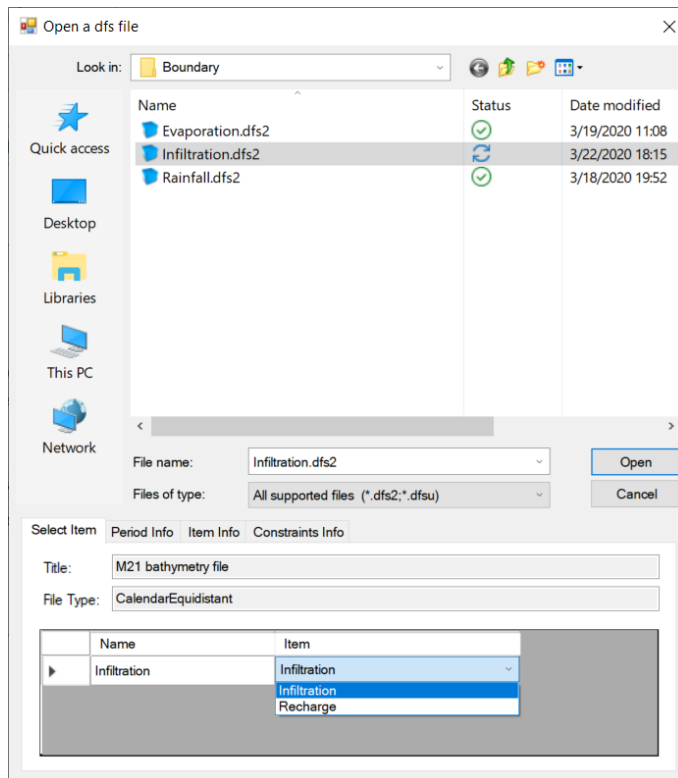 Open a dfs file
Look in: Boundary
Name Status Date modified
Evaporation.dfs2 3/19/2020 11:08
Infiltration.dfs2 3/22/2020 18:15
Rainfall.dfs2 3/18/2020 19:52
Quick access
Desktop
Libraries
This PC
Network
File name: Infiltration.dfs2 Open
Files of type: All supported files (*.dfs2;*.dfsu) Cancel
Select Item Period Info Item Info Constraints Info
Title: M21 bathymetry file
File Type: CalendarEquidistant
Name Item
Infiltration Infiltration
Infiltration
Recharge